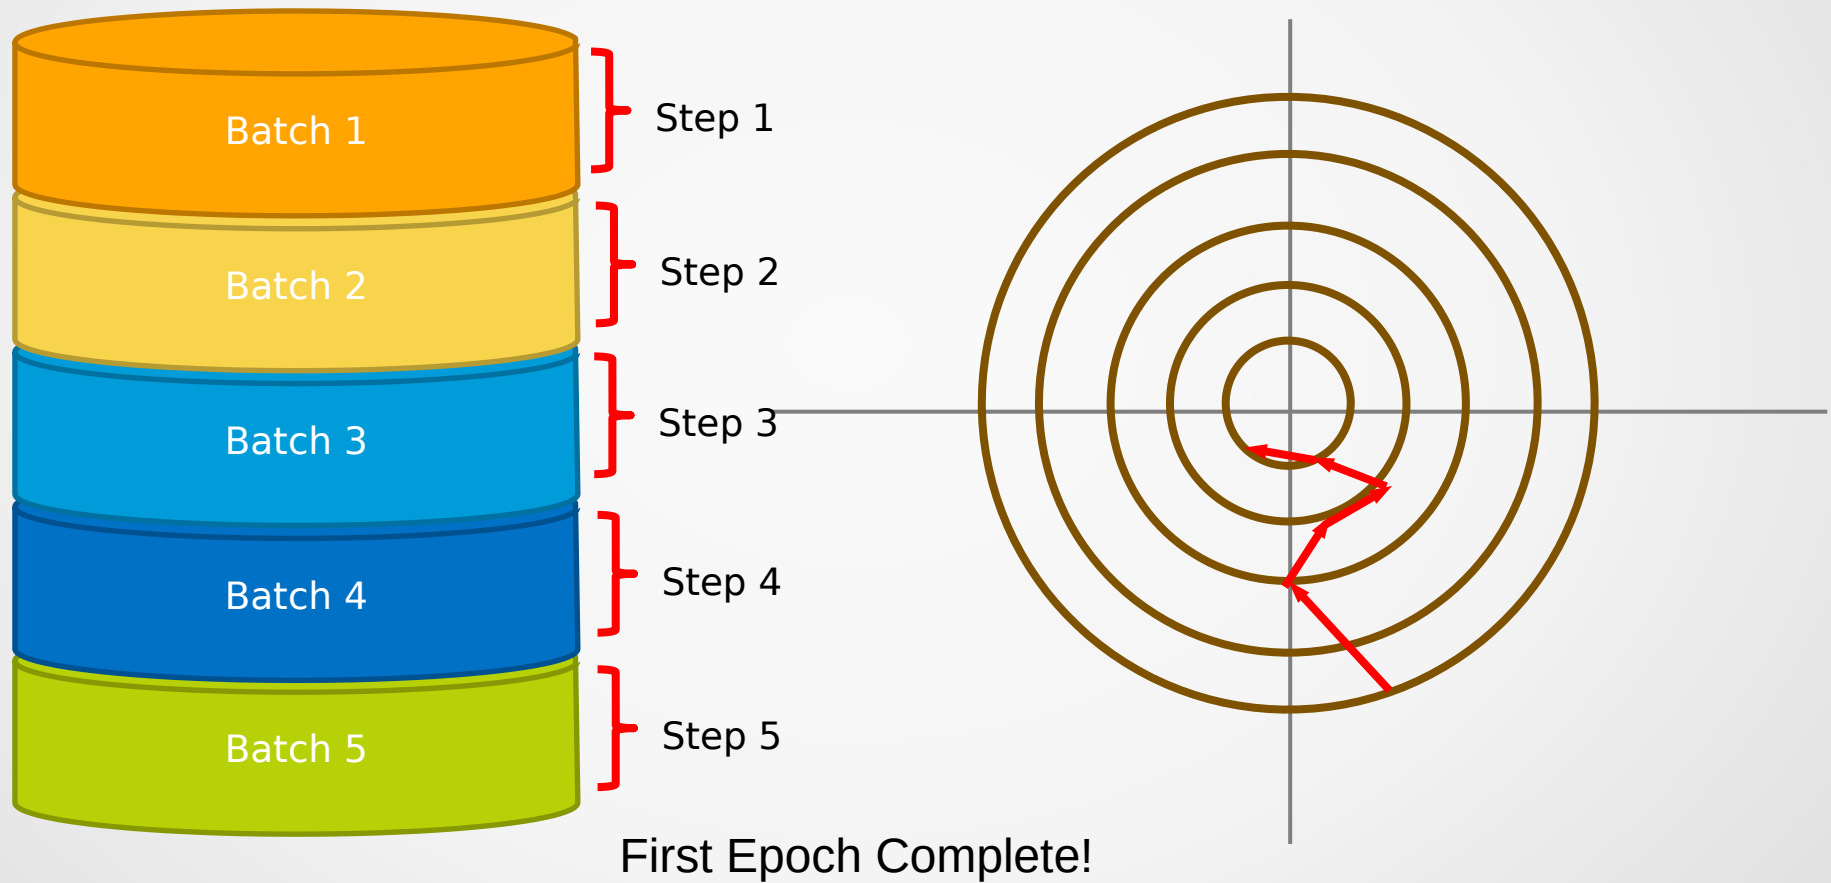 Batch 1
Step 1
Batch 2
Step 2
Batch 3
Step 3
Batch 4
Step 4
Batch 5
Step 5
First Epoch Complete!